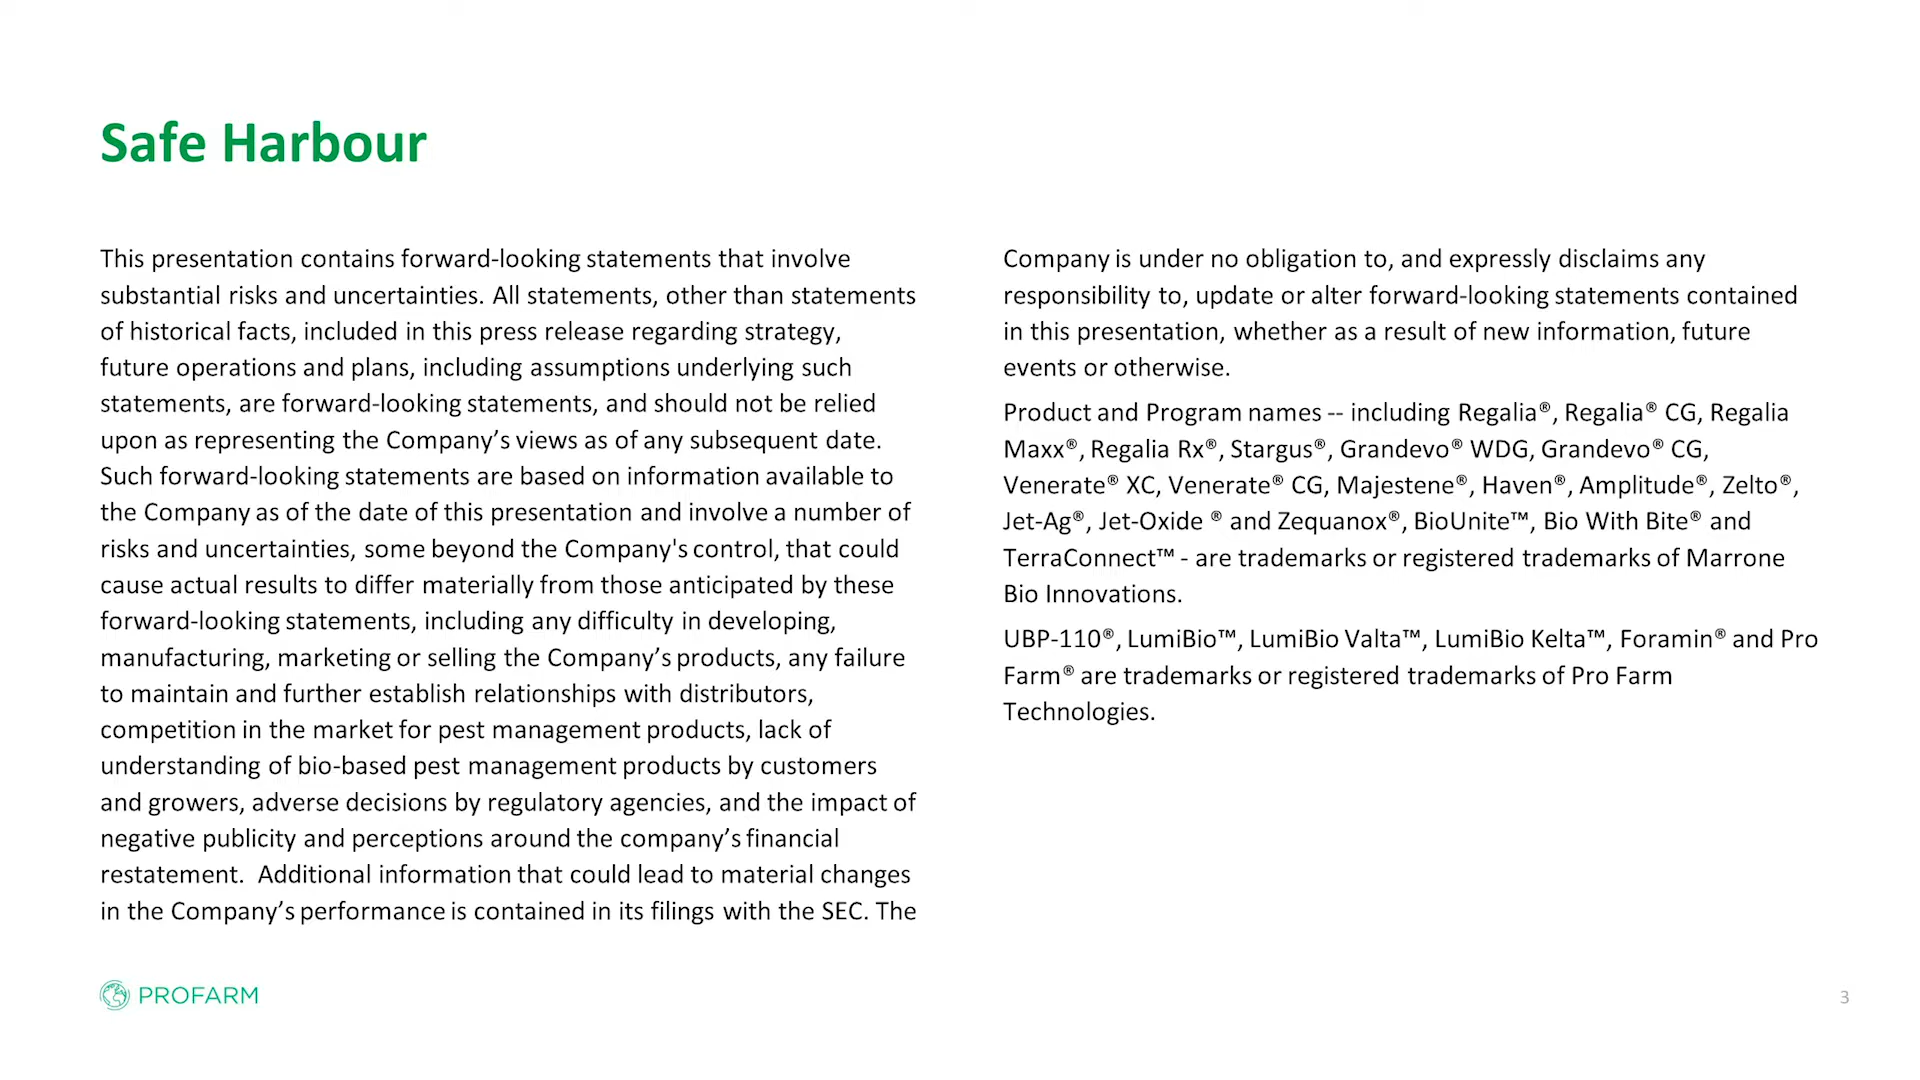 Safe Harbour
This presentation contains forward-looking statements that involve
substantial risks and uncertainties. All statements, other than statements
of historical facts, included in this press release regarding strategy,
future operations and plans, including assumptions underlying such
statements, are forward-looking statements, and should not be relied
upon as representing the Company’s views as of any subsequent date.
Such forward-looking statements are based on information available to
the Company as of the date of this presentation and involve a number of
risks and uncertainties, some beyond the Company's control, that could
cause actual results to differ materially from those anticipated by these
forward-looking statements, including any difficulty in developing,
manufacturing, marketing or selling the Company’s products, any failure
to maintain and further establish relationships with distributors,
competition in the market for pest management products, lack of
understanding of bio-based pest management products by customers
and growers, adverse decisions by regulatory agencies, and the impact of
negative publicity and perceptions around the company’s financial
restatement.  Additional information that could lead to material changes
in the Company’s performance is contained in its filings with the SEC. The
Company is under no obligation to, and expressly disclaims any
responsibility to, update or alter forward-looking statements contained
in this presentation, whether as a result of new information, future
events or otherwise.
Product and Program names -- including Regalia®, Regalia® CG, Regalia
Maxx®, Regalia Rx®, Stargus®, Grandevo® WDG, Grandevo® CG,
Venerate® XC, Venerate® CG, Majestene®, Haven®, Amplitude®, Zelto®,
Jet-Ag®, Jet-Oxide ® and Zequanox®, BioUnite™, Bio With Bite® and
TerraConnect™ - are trademarks or registered trademarks of Marrone
Bio Innovations.
UBP-110®, LumiBio™, LumiBio Valta™, LumiBio Kelta™, Foramin® and Pro
Farm® are trademarks or registered trademarks of Pro Farm
Technologies.
PROFARM
3